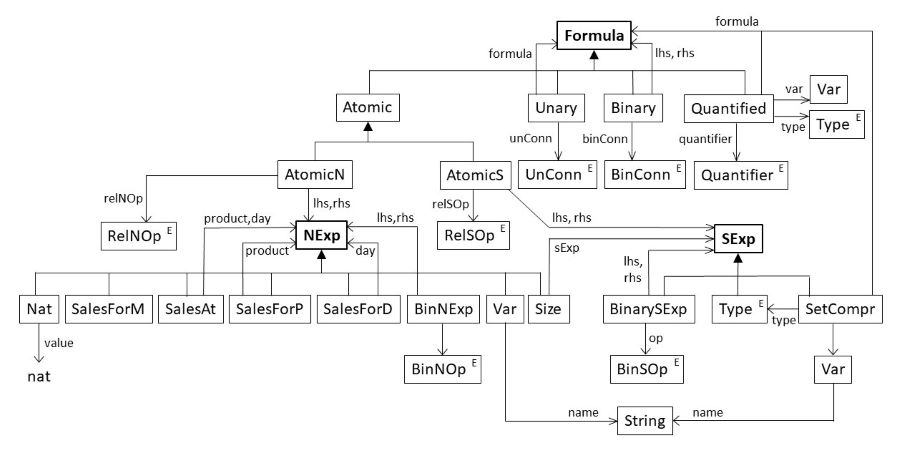 formula
Formula
formula
lhs, rhs
Atomic
Unary
Binary
Quantified
var
Var
type
Type E
unConn
binConn
quantifier
AtomicN
AtomicS
UnConn E
BinConn E
Quantifier E
relNOp
lhs,rhs
relSOp
RelNOp E
product,day
lhs,rhs
lhs, rhs
NExp
RelSOp E
SExp
product
day
sExp
lhs,
rhs
Nat
SalesForM
SalesAt
SalesForP
SalesForD
BinNExp
Var
Size
BinarySExp
Type E
type
SetCompr
value
op
nat
BinNOp E
BinSOp E
Var
name
String
name